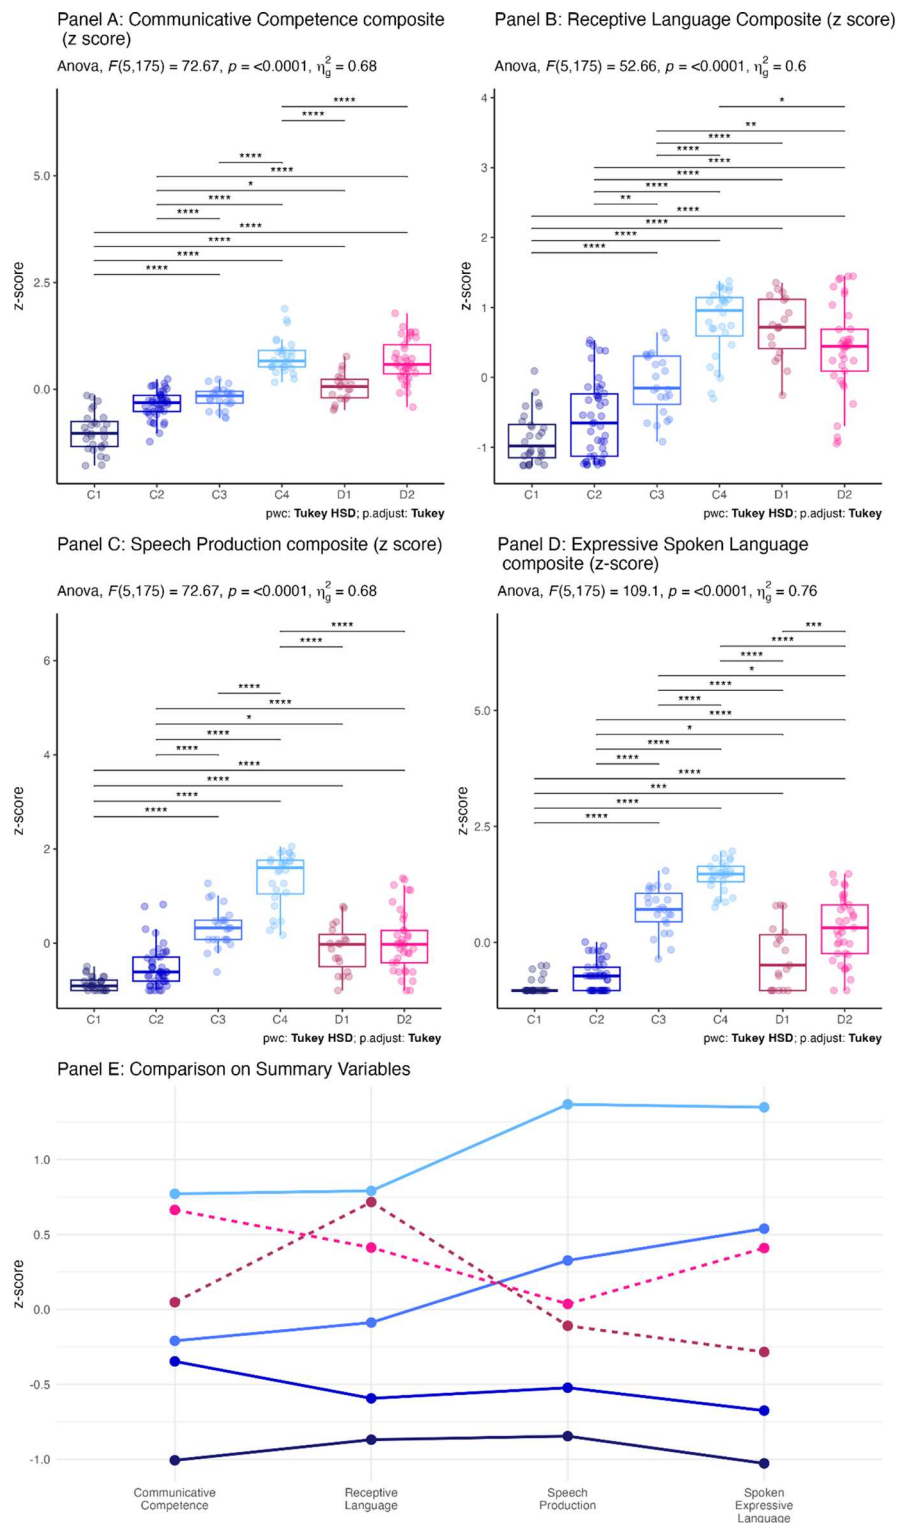 Panel A: Communicative Competence composite
(z score)
Anova, F(5,175) = 72.67, p = <0.0001, η²g = 0.68
z-score
5.0
2.5
0.0
****
****
****
****
*
****
****
****
****
****
****
C1 C2 C3 C4 D1 D2
pwc: Tukey HSD; p.adjust: Tukey
Panel B: Receptive Language Composite (z score)
Anova, F(5,175) = 52.66, p = <0.0001, η²g = 0.6
z-score
4
3
2
1
0
-1
*
**
****
****
****
****
****
**
****
****
****
****
C1 C2 C3 C4 D1 D2
pwc: Tukey HSD; p.adjust: Tukey
Panel C: Speech Production composite (z score)
Anova, F(5,175) = 72.67, p = <0.0001, η²g = 0.68
z-score
6
4
2
0
****
****
****
****
*
****
****
****
****
****
****
C1 C2 C3 C4 D1 D2
pwc: Tukey HSD; p.adjust: Tukey
Panel D: Expressive Spoken Language
composite (z-score)
Anova, F(5,175) = 109.1, p = <0.0001, η²g = 0.76
z-score
5.0
2.5
0.0
***
****
****
*
****
****
****
*
****
****
****
***
****
****
C1 C2 C3 C4 D1 D2
pwc: Tukey HSD; p.adjust: Tukey
Panel E: Comparison on Summary Variables
z-score
1.0
0.5
0.0
-0.5
-1.0
Communicative
Competence
Receptive
Language
Speech
Production
Spoken
Expressive
Language